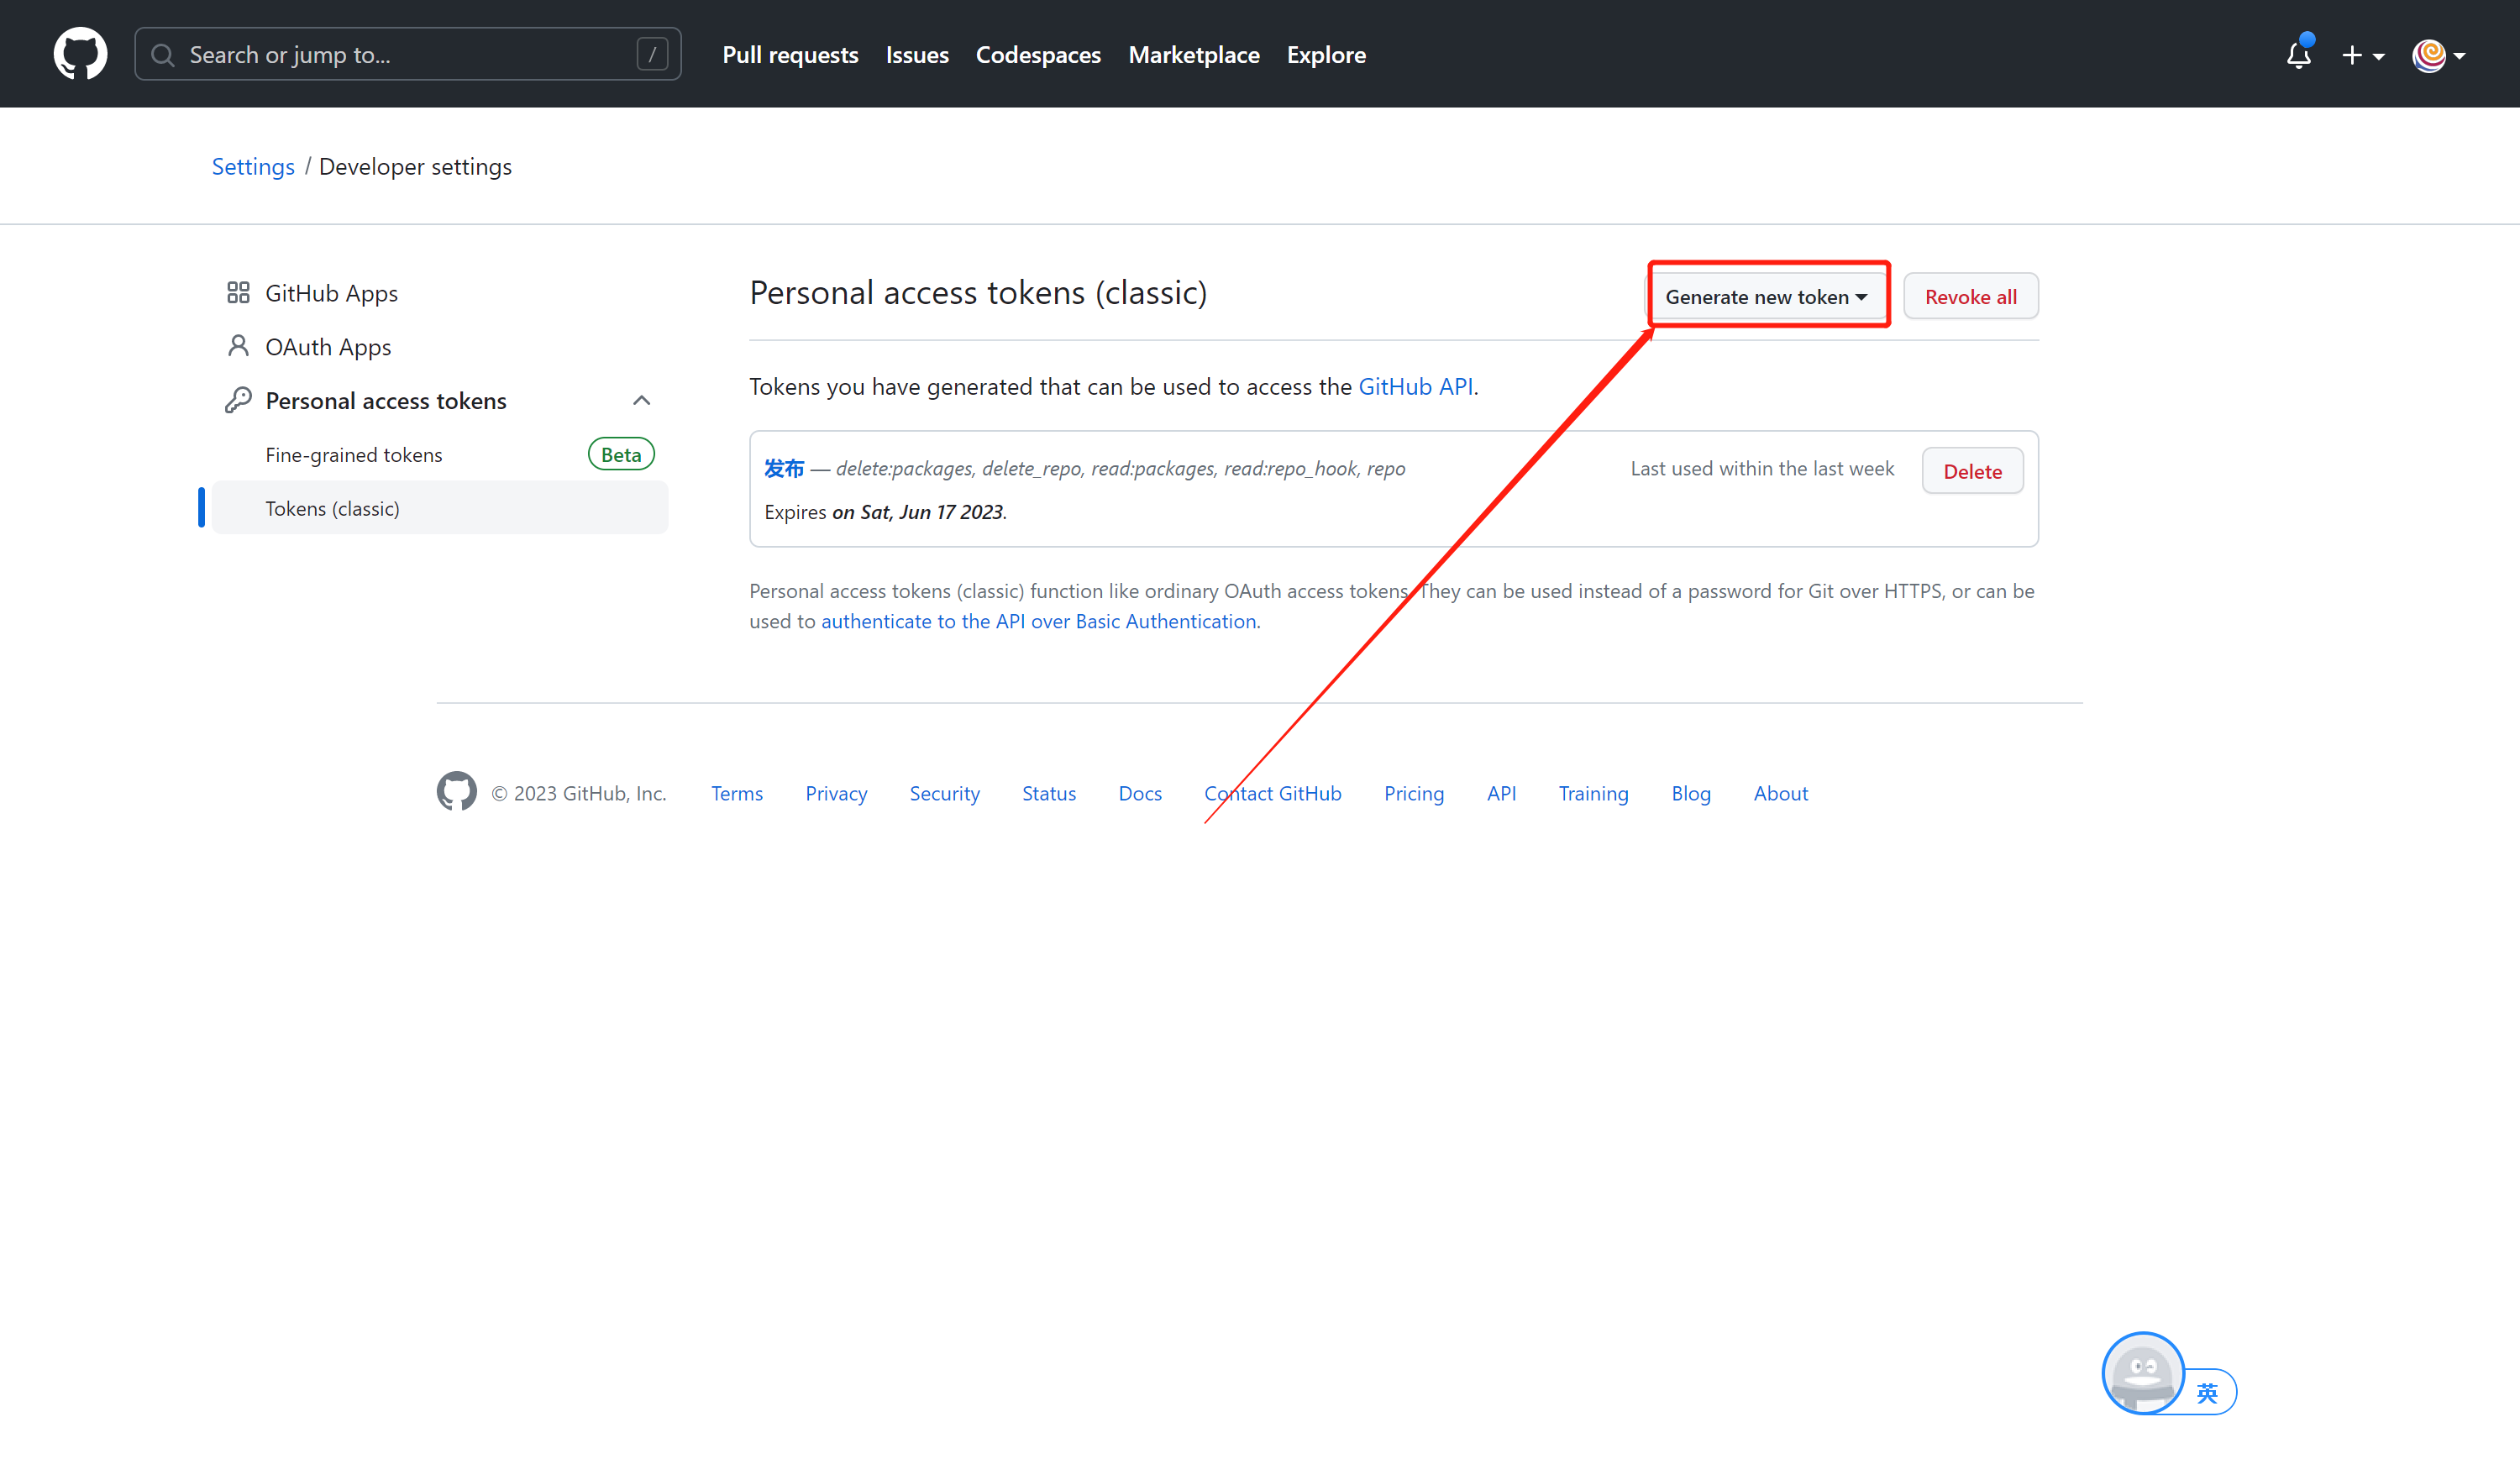 Search or jump to... /
Pull requests Issues Codespaces Marketplace Explore
Settings / Developer settings
GitHub Apps
OAuth Apps
Personal access tokens
Fine-grained tokens Beta
Tokens (classic)
Personal access tokens (classic)
Generate new token Revoke all
Tokens you have generated that can be used to access the GitHub API.
发布 — delete:packages, delete_repo, read:packages, read:repo_hook, repo Last used within the last week Delete
Expires on Sat, Jun 17 2023.
Personal access tokens (classic) function like ordinary OAuth access tokens. They can be used instead of a password for Git over HTTPS, or can be
used to authenticate to the API over Basic Authentication.
© 2023 GitHub, Inc. Terms Privacy Security Status Docs Contact GitHub Pricing API Training Blog About
英